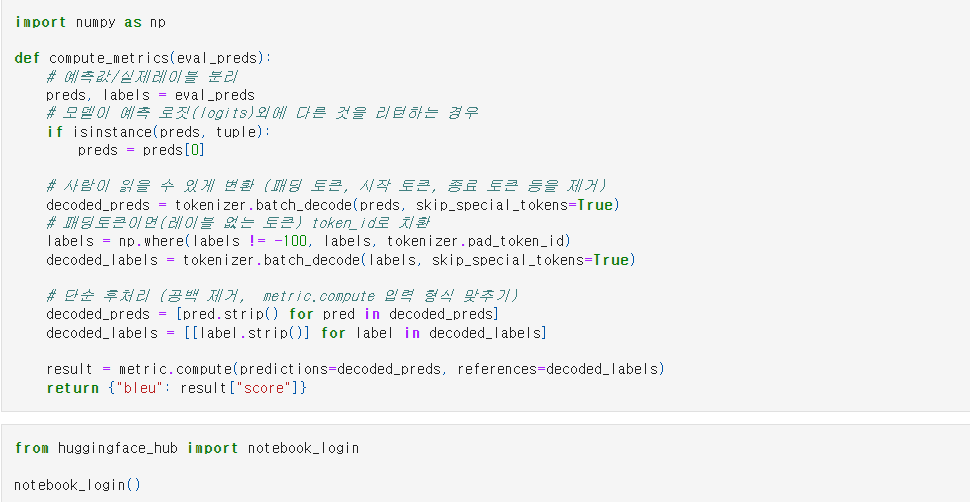 import numpy as np
def compute_metrics(eval_preds):
    # 예측값/실제레이블 분리
    preds, labels = eval_preds
    # 모델이 예측 로짓(logits)외에 다른 것을 리턴하는 경우
    if isinstance(preds, tuple):
        preds = preds[0]
    # 사람이 읽을 수 있게 변환 (패딩 토큰, 시작 토큰, 종료 토큰 등을 제거)
    decoded_preds = tokenizer.batch_decode(preds, skip_special_tokens=True)
    # 패딩토큰이면(레이블 없는 토큰) token_id로 치환
    labels = np.where(labels != -100, labels, tokenizer.pad_token_id)
    decoded_labels = tokenizer.batch_decode(labels, skip_special_tokens=True)
    # 단순 후처리 (공백 제거,  metric.compute 입력 형식 맞추기)
    decoded_preds = [pred.strip() for pred in decoded_preds]
    decoded_labels = [[label.strip()] for label in decoded_labels]
    result = metric.compute(predictions=decoded_preds, references=decoded_labels)
    return {"bleu": result["score"]}
from huggingface_hub import notebook_login
notebook_login()